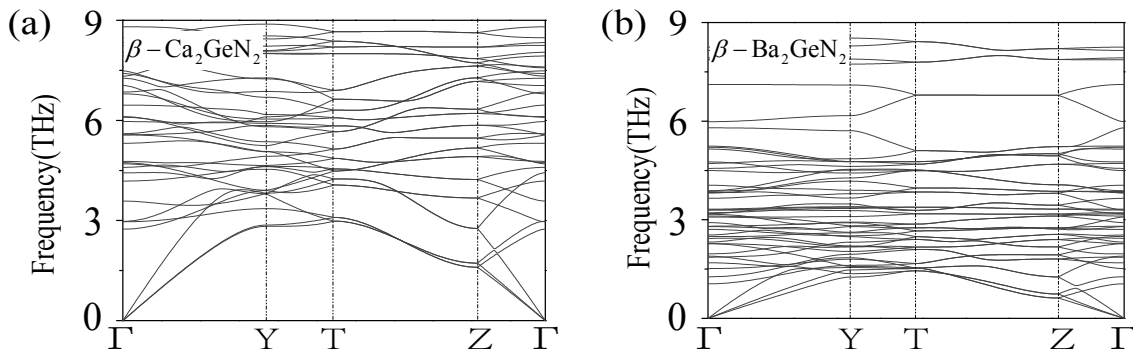 (a)
β−Ca₂GeN₂
Frequency(THz)
9
6
3
0
Γ Y T Z Γ
(b)
β−Ba₂GeN₂
Frequency(THz)
9
6
3
0
Γ Y T Z Γ